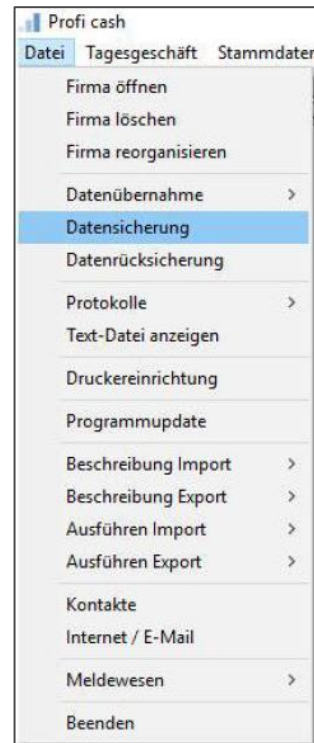 Profi cash
Datei Tagesgeschäft Stammdaten
Firma öffnen
Firma löschen
Firma reorganisieren
Datenübernahme
Datensicherung
Datenrücksicherung
Protokolle
Text-Datei anzeigen
Druckereinrichtung
Programmupdate
Beschreibung Import
Beschreibung Export
Ausführen Import
Ausführen Export
Kontakte
Internet / E-Mail
Meldewesen
Beenden